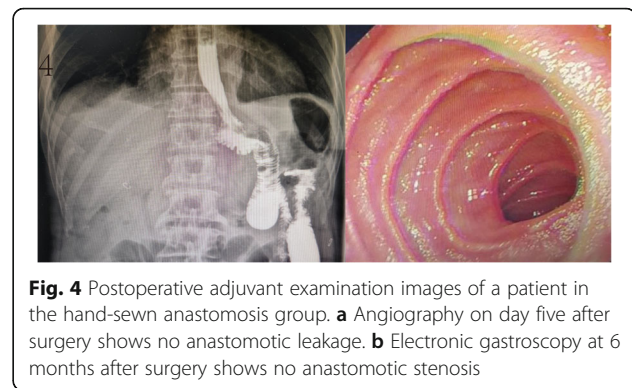 4
Fig. 4 Postoperative adjuvant examination images of a patient in
the hand-sewn anastomosis group. a Angiography on day five after
surgery shows no anastomotic leakage. b Electronic gastroscopy at 6
months after surgery shows no anastomotic stenosis